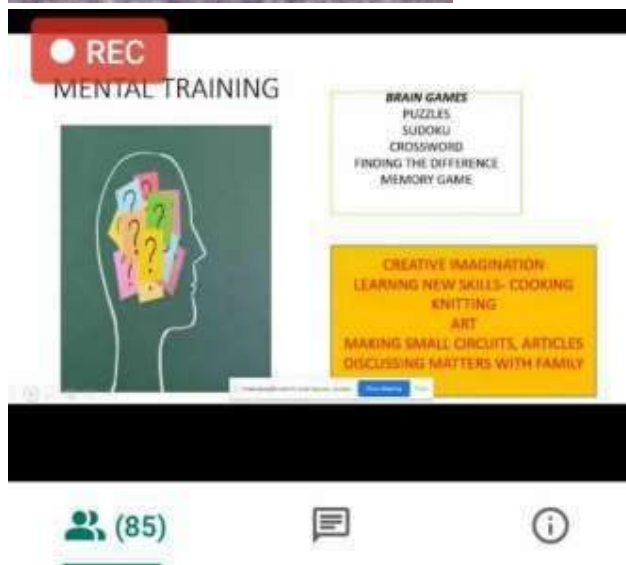 REC
MENTAL TRAINING
BRAIN GAMES
PUZZLES
SUDOKU
CROSSWORD
FINDING THE DIFFERENCE
MEMORY GAME
CREATIVE IMAGINATION
LEARNNG NEW SKILLS- COOKING
KNITTING
ART
MAKING SMALL CIRCUITS, ARTICLES
DISCUSSING MATTERS WITH FAMILY
(85)